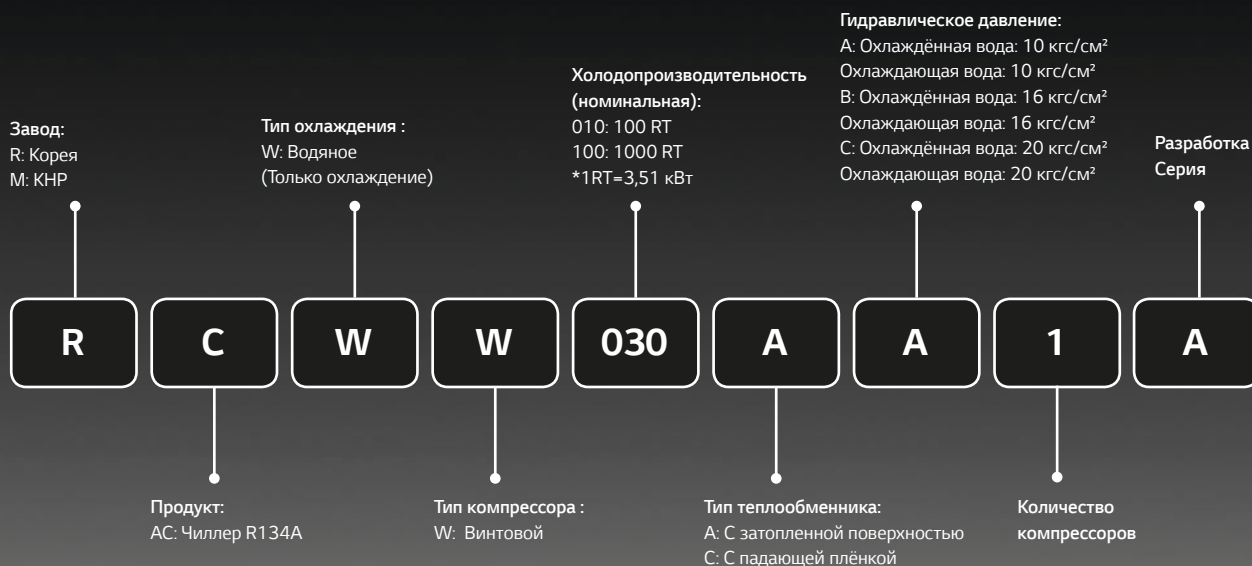 Завод:
R: Корея
M: КНР
Тип охлаждения :
W: Водяное
(Только охлаждение)
Холодопроизводительность
(номинальная):
010: 100 RT
100: 1000 RT
*1RT=3,51 кВт
Гидравлическое давление:
A: Охлаждённая вода: 10 кгс/см²
Охлаждающая вода: 10 кгс/см²
B: Охлаждённая вода: 16 кгс/см²
Охлаждающая вода: 16 кгс/см²
C: Охлаждённая вода: 20 кгс/см²
Охлаждающая вода: 20 кгс/см²
Разработка
Серия
R C W W 030 A A 1 A
Продукт:
AC: Чиллер R134A
Тип компрессора :
W: Винтовой
Тип теплообменника:
A: С затопленной поверхностью
C: С падающей плёнкой
Количество
компрессоров